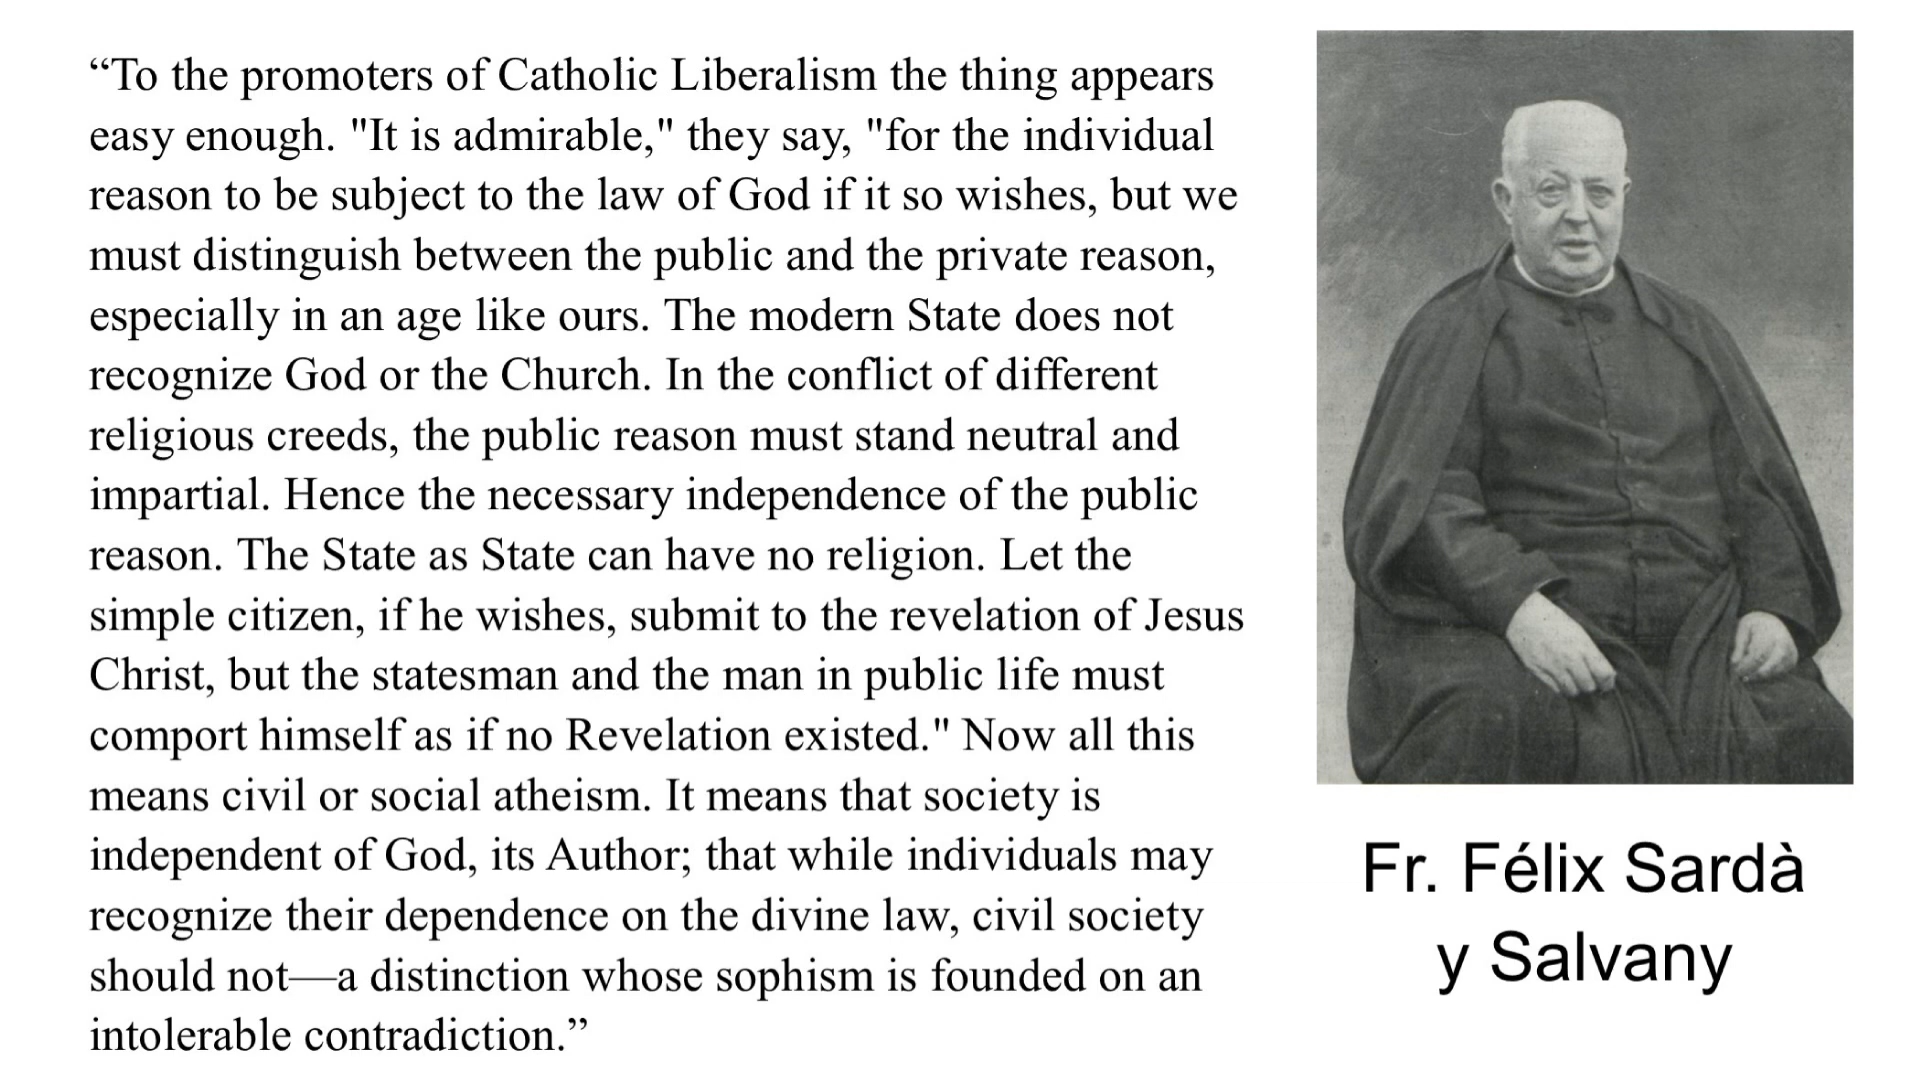 “To the promoters of Catholic Liberalism the thing appears
easy enough. "It is admirable," they say, "for the individual
reason to be subject to the law of God if it so wishes, but we
must distinguish between the public and the private reason,
especially in an age like ours. The modern State does not
recognize God or the Church. In the conflict of different
religious creeds, the public reason must stand neutral and
impartial. Hence the necessary independence of the public
reason. The State as State can have no religion. Let the
simple citizen, if he wishes, submit to the revelation of Jesus
Christ, but the statesman and the man in public life must
comport himself as if no Revelation existed." Now all this
means civil or social atheism. It means that society is
independent of God, its Author; that while individuals may
recognize their dependence on the divine law, civil society
should not—a distinction whose sophism is founded on an
intolerable contradiction.”
Fr. Félix Sardà
y Salvany